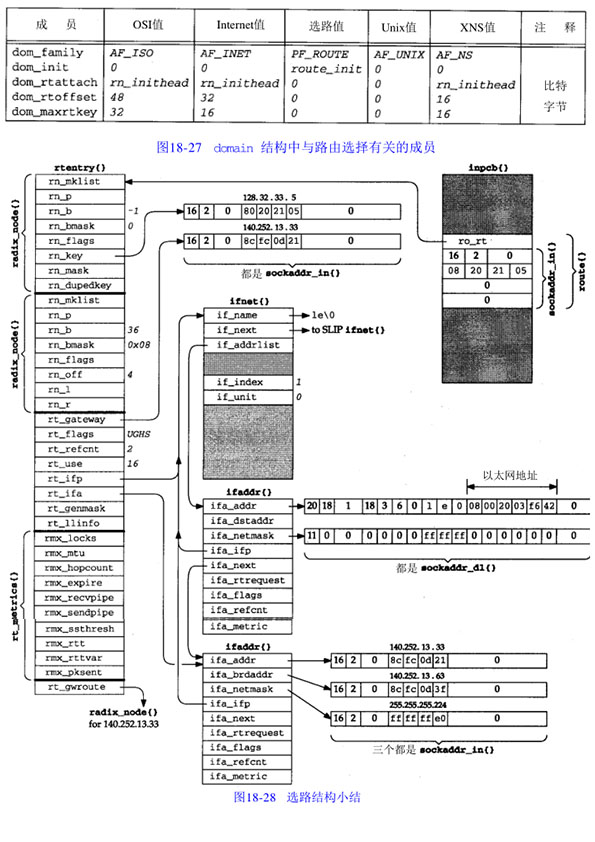 成 员 OSI值 Internet值 选路值 Unix值 XNS值 注 释
dom_family AF_ISO AF_INET PF_ROUTE AF_UNIX AF_NS
dom_init 0 0 route_init 0 0
dom_rtattach rn_inithead rn_inithead 0 0 rn_inithead
dom_rtoffset 48 32 0 0 16 比特
dom_maxrtkey 32 16 0 0 16 字节
图18-27 domain 结构中与路由选择有关的成员
rtentry{}
radix_node{}
rn_mklist
rn_p
rn_b -1
rn_bmask 0
rn_flags
rn_key
rn_mask
rn_dupedkey
radix_node{}
rn_mklist
rn_p
rn_b 36
rn_bmask 0x08
rn_flags
rn_off 4
rn_l
rn_r
rt_gateway
rt_flags UGHS
rt_refcnt 2
rt_use 16
rt_ifp
rt_ifa
rt_genmask
rt_llinfo
rt_metrics{}
rmx_locks
rmx_mtu
rmx_hopcount
rmx_expire
rmx_recvpipe
rmx_sendpipe
rmx_ssthresh
rmx_rtt
rmx_rttvar
rmx_pksent
rt_gwroute
radix_node{}
for 140.252.13.33
128.32.33.5
16 2 0 80 20 21 05 0
140.252.13.33
16 2 0 8c fc 0d 21 0
都是 sockaddr_in{}
inpcb{}
ro_rt
16 2 0
08 20 21 05
0
0
sockaddr_in{}
route{}
ifnet{}
if_name le\0
if_next to SLIP ifnet{}
if_addrlist
if_index 1
if_unit 0
以太网地址
ifaddr{}
ifa_addr 20 18 1 18 3 6 0 l e 0 08 00 20 03 f6 42 0
ifa_dstaddr
ifa_netmask 11 0 0 0 0 0 ff ff ff 0 0 0 0 0 0 0
ifa_ifp
都是 sockaddr_dl{}
ifa_next
ifa_rtrequest
ifa_flags
ifa_refcnt
ifa_metric
ifaddr{}
140.252.13.33
ifa_addr 16 2 0 8c fc 0d 21 0
ifa_brdaddr
140.252.13.63
ifa_netmask 16 2 0 8c fc 0d 3f 0
ifa_ifp
255.255.255.224
ifa_next 16 2 0 ff ff ff e0 0
ifa_rtrequest
ifa_flags
三个都是 sockaddr_in{}
ifa_refcnt
ifa_metric
图18-28 选路结构小结